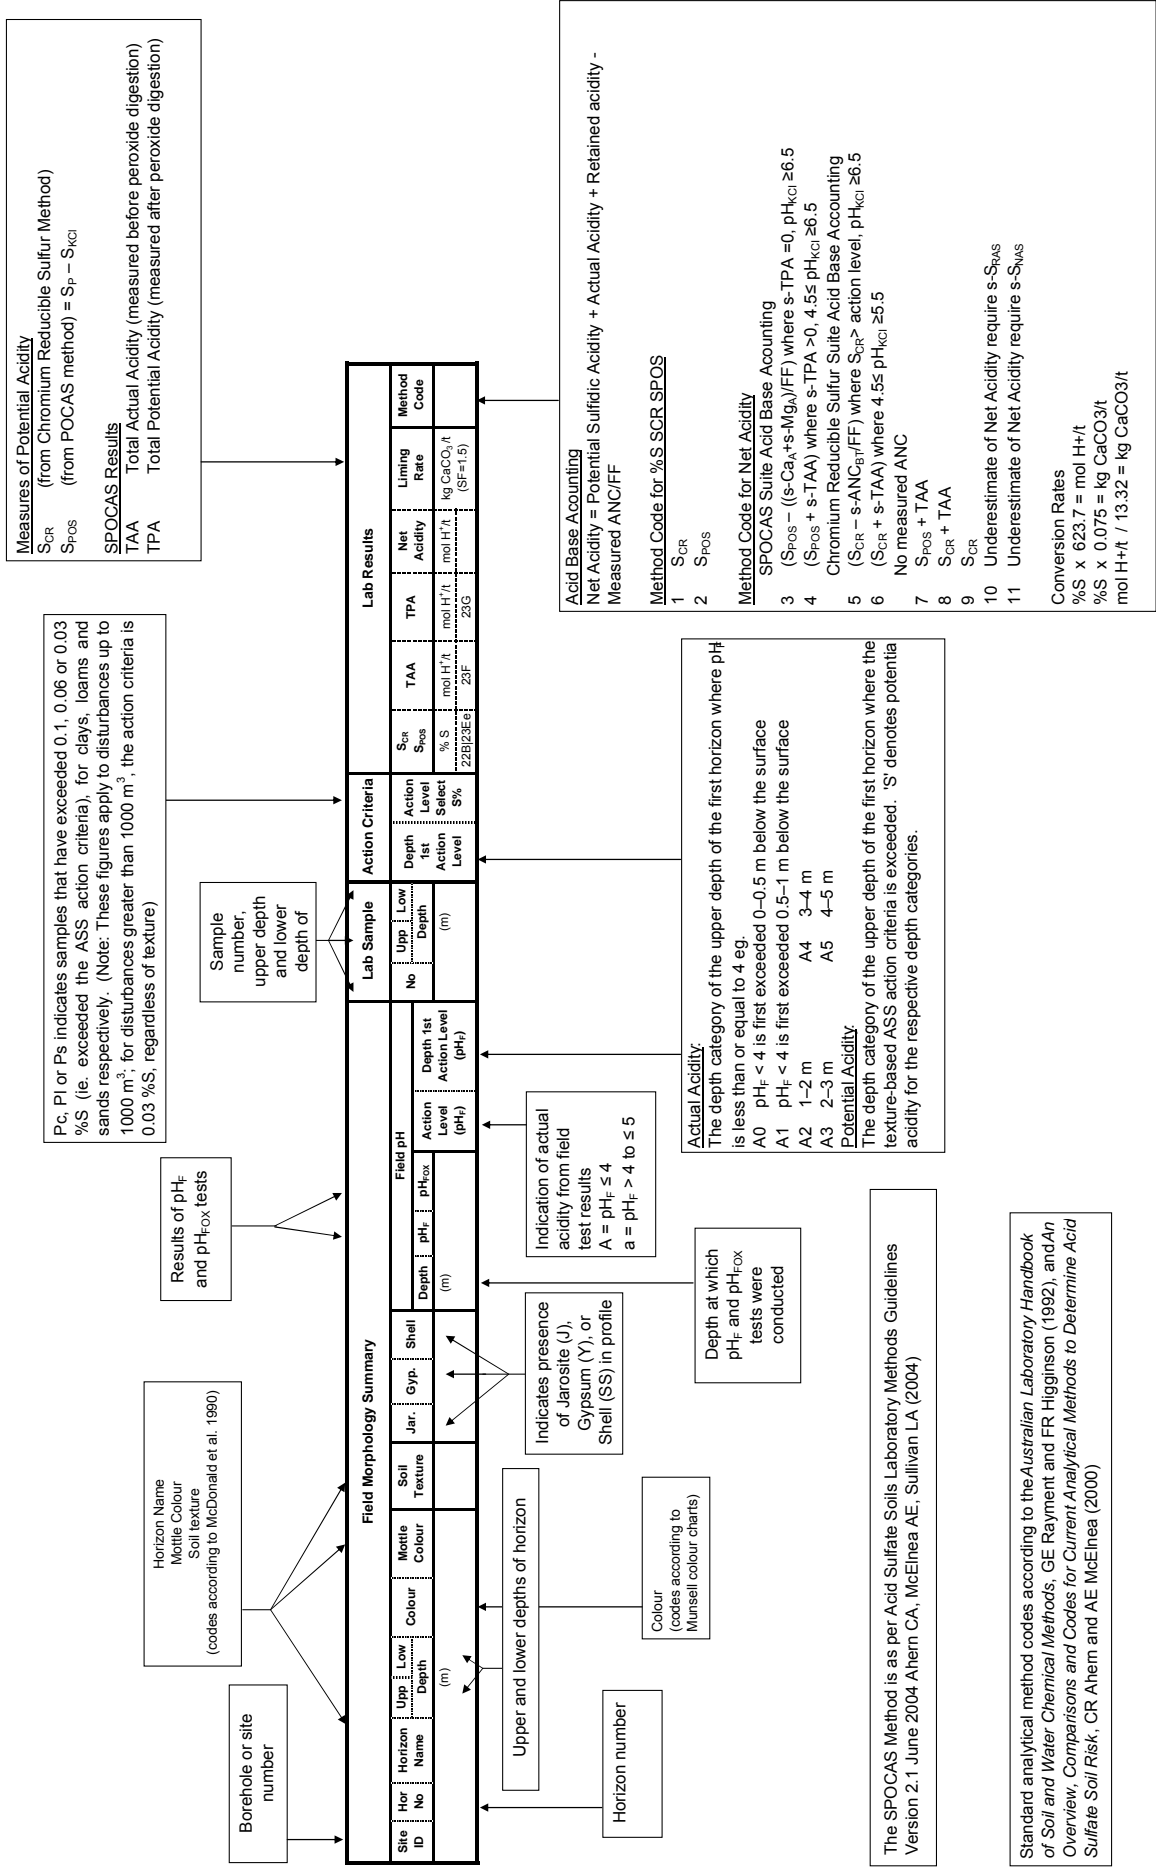 Borehole or site
number
Horizon Name
Mottle Colour
Soil texture
(codes according to McDonald et al. 1990)
Results of pHF
and pHFOX tests
Sample
number,
upper depth
and lower
depth of
Pc, Pl or Ps indicates samples that have exceeded 0.1, 0.06 or 0.03
%S (ie. exceeded the ASS action criteria), for clays, loams and
sands respectively. (Note: These figures apply to disturbances up to
1000 m³; for disturbances greater than 1000 m³, the action criteria is
0.03 %S, regardless of texture)
Measures of Potential Acidity
SCR (from Chromium Reducible Sulfur Method)
SPOS (from POCAS method) = SP – SKCl
SPOCAS Results
TAA Total Actual Acidity (measured before peroxide digestion)
TPA Total Potential Acidity (measured after peroxide digestion)
Field Morphology Summary
Lab Sample
Action Criteria
Lab Results
Site ID
Hor No
Horizon Name
Upp Low
Depth
(m)
Colour
Mottle Colour
Soil Texture
Jar.
Gyp.
Shell
Field pH
Depth
(m)
pHF
pHFOX
Action Level (pHF)
Depth 1st Action Level (pHF)
No
Upp Low
Depth
(m)
Depth 1st Action Level
Action Level Select S%
SCR SPOS
% S
22B|23Ee
TAA
mol H⁺/t
23F
TPA
mol H⁺/t
23G
Net Acidity
mol H⁺/t
Liming Rate
kg CaCO₃/t
(SF=1.5)
Method Code
Horizon number
Upper and lower depths of horizon
Colour
(codes according to
Munsell colour charts)
Indicates presence
of Jarosite (J),
Gypsum (Y), or
Shell (SS) in profile
Depth at which
pHF and pHFOX
tests were
conducted
Indication of actual
acidity from field
test results
A = pHF ≤ 4
a = pHF > 4 to ≤ 5
Actual Acidity:
The depth category of the upper depth of the first horizon where pH
is less than or equal to 4 eg.
A0 pHF < 4 is first exceeded 0–0.5 m below the surface
A1 pHF < 4 is first exceeded 0.5–1 m below the surface
A2 1–2 m A4 3–4 m
A3 2–3 m A5 4–5 m
Potential Acidity:
The depth category of the upper depth of the first horizon where the
texture-based ASS action criteria is exceeded. 'S' denotes potential
acidity for the respective depth categories.
Acid Base Acounting
Net Acidity = Potential Sulfidic Acidity + Actual Acidity + Retained acidity -
Measured ANC/FF
Method Code for %S SCR SPOS
1 SCR
2 SPOS
Method Code for Net Acidity
SPOCAS Suite Acid Base Acounting
3 (SPOS – ((s-CaA+s-MgA)/FF) where s-TPA =0, pHKCl ≥6.5
4 (SPOS + s-TAA) where s-TPA >0, 4.5≤ pHKCl ≥6.5
Chromium Reducible Sulfur Suite Acid Base Accounting
5 (SCR – s-ANCBT/FF) where SCR> action level, pHKCl ≥6.5
6 (SCR + s-TAA) where 4.5≤ pHKCl ≥5.5
No measured ANC
7 SPOS + TAA
8 SCR + TAA
9 SCR
10 Underestimate of Net Acidity require s-SRAS
11 Underestimate of Net Acidity require s-SNAS
Conversion Rates
%S x 623.7 = mol H+/t
%S x 0.075 = kg CaCO3/t
mol H+/t / 13.32 = kg CaCO3/t
The SPOCAS Method is as per Acid Sulfate Soils Laboratory Methods Guidelines
Version 2.1 June 2004 Ahern CA, McElnea AE, Sullivan LA (2004)
Standard analytical method codes according to the Australian Laboratory Handbook
of Soil and Water Chemical Methods, GE Rayment and FR Higginson (1992), and An
Overview, Comparisons and Codes for Current Analytical Methods to Determine Acid
Sulfate Soil Risk, CR Ahern and AE McElnea (2000)